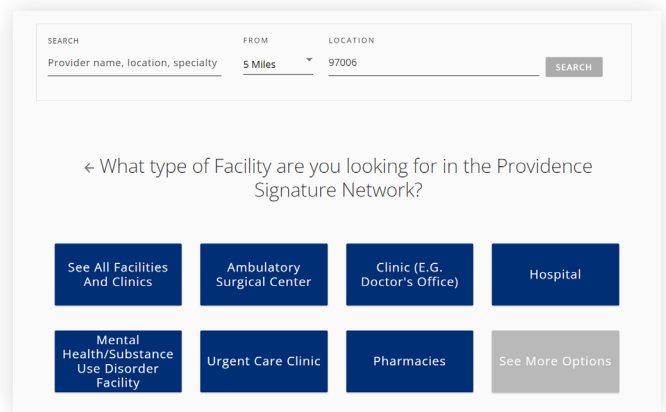 SEARCH FROM LOCATION
Provider name, location, specialty 5 Miles 97006 SEARCH
← What type of Facility are you looking for in the Providence
Signature Network?
See All Facilities
And Clinics
Ambulatory
Surgical Center
Clinic (E.G.
Doctor's Office)
Hospital
Mental
Health/Substance
Use Disorder
Facility
Urgent Care Clinic
Pharmacies
See More Options